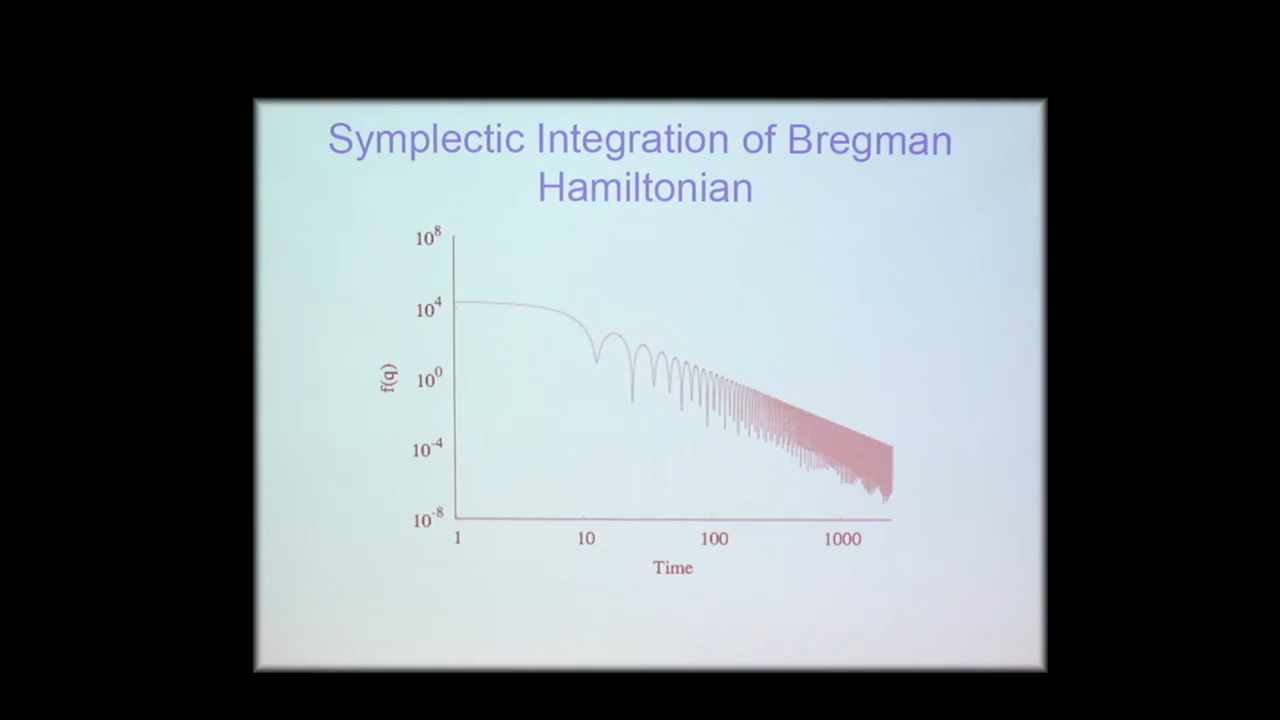 Symplectic Integration of Bregman
Hamiltonian
10^8
10^4
f(q)
10^0
10^-4
10^-8
1 10 100 1000
Time